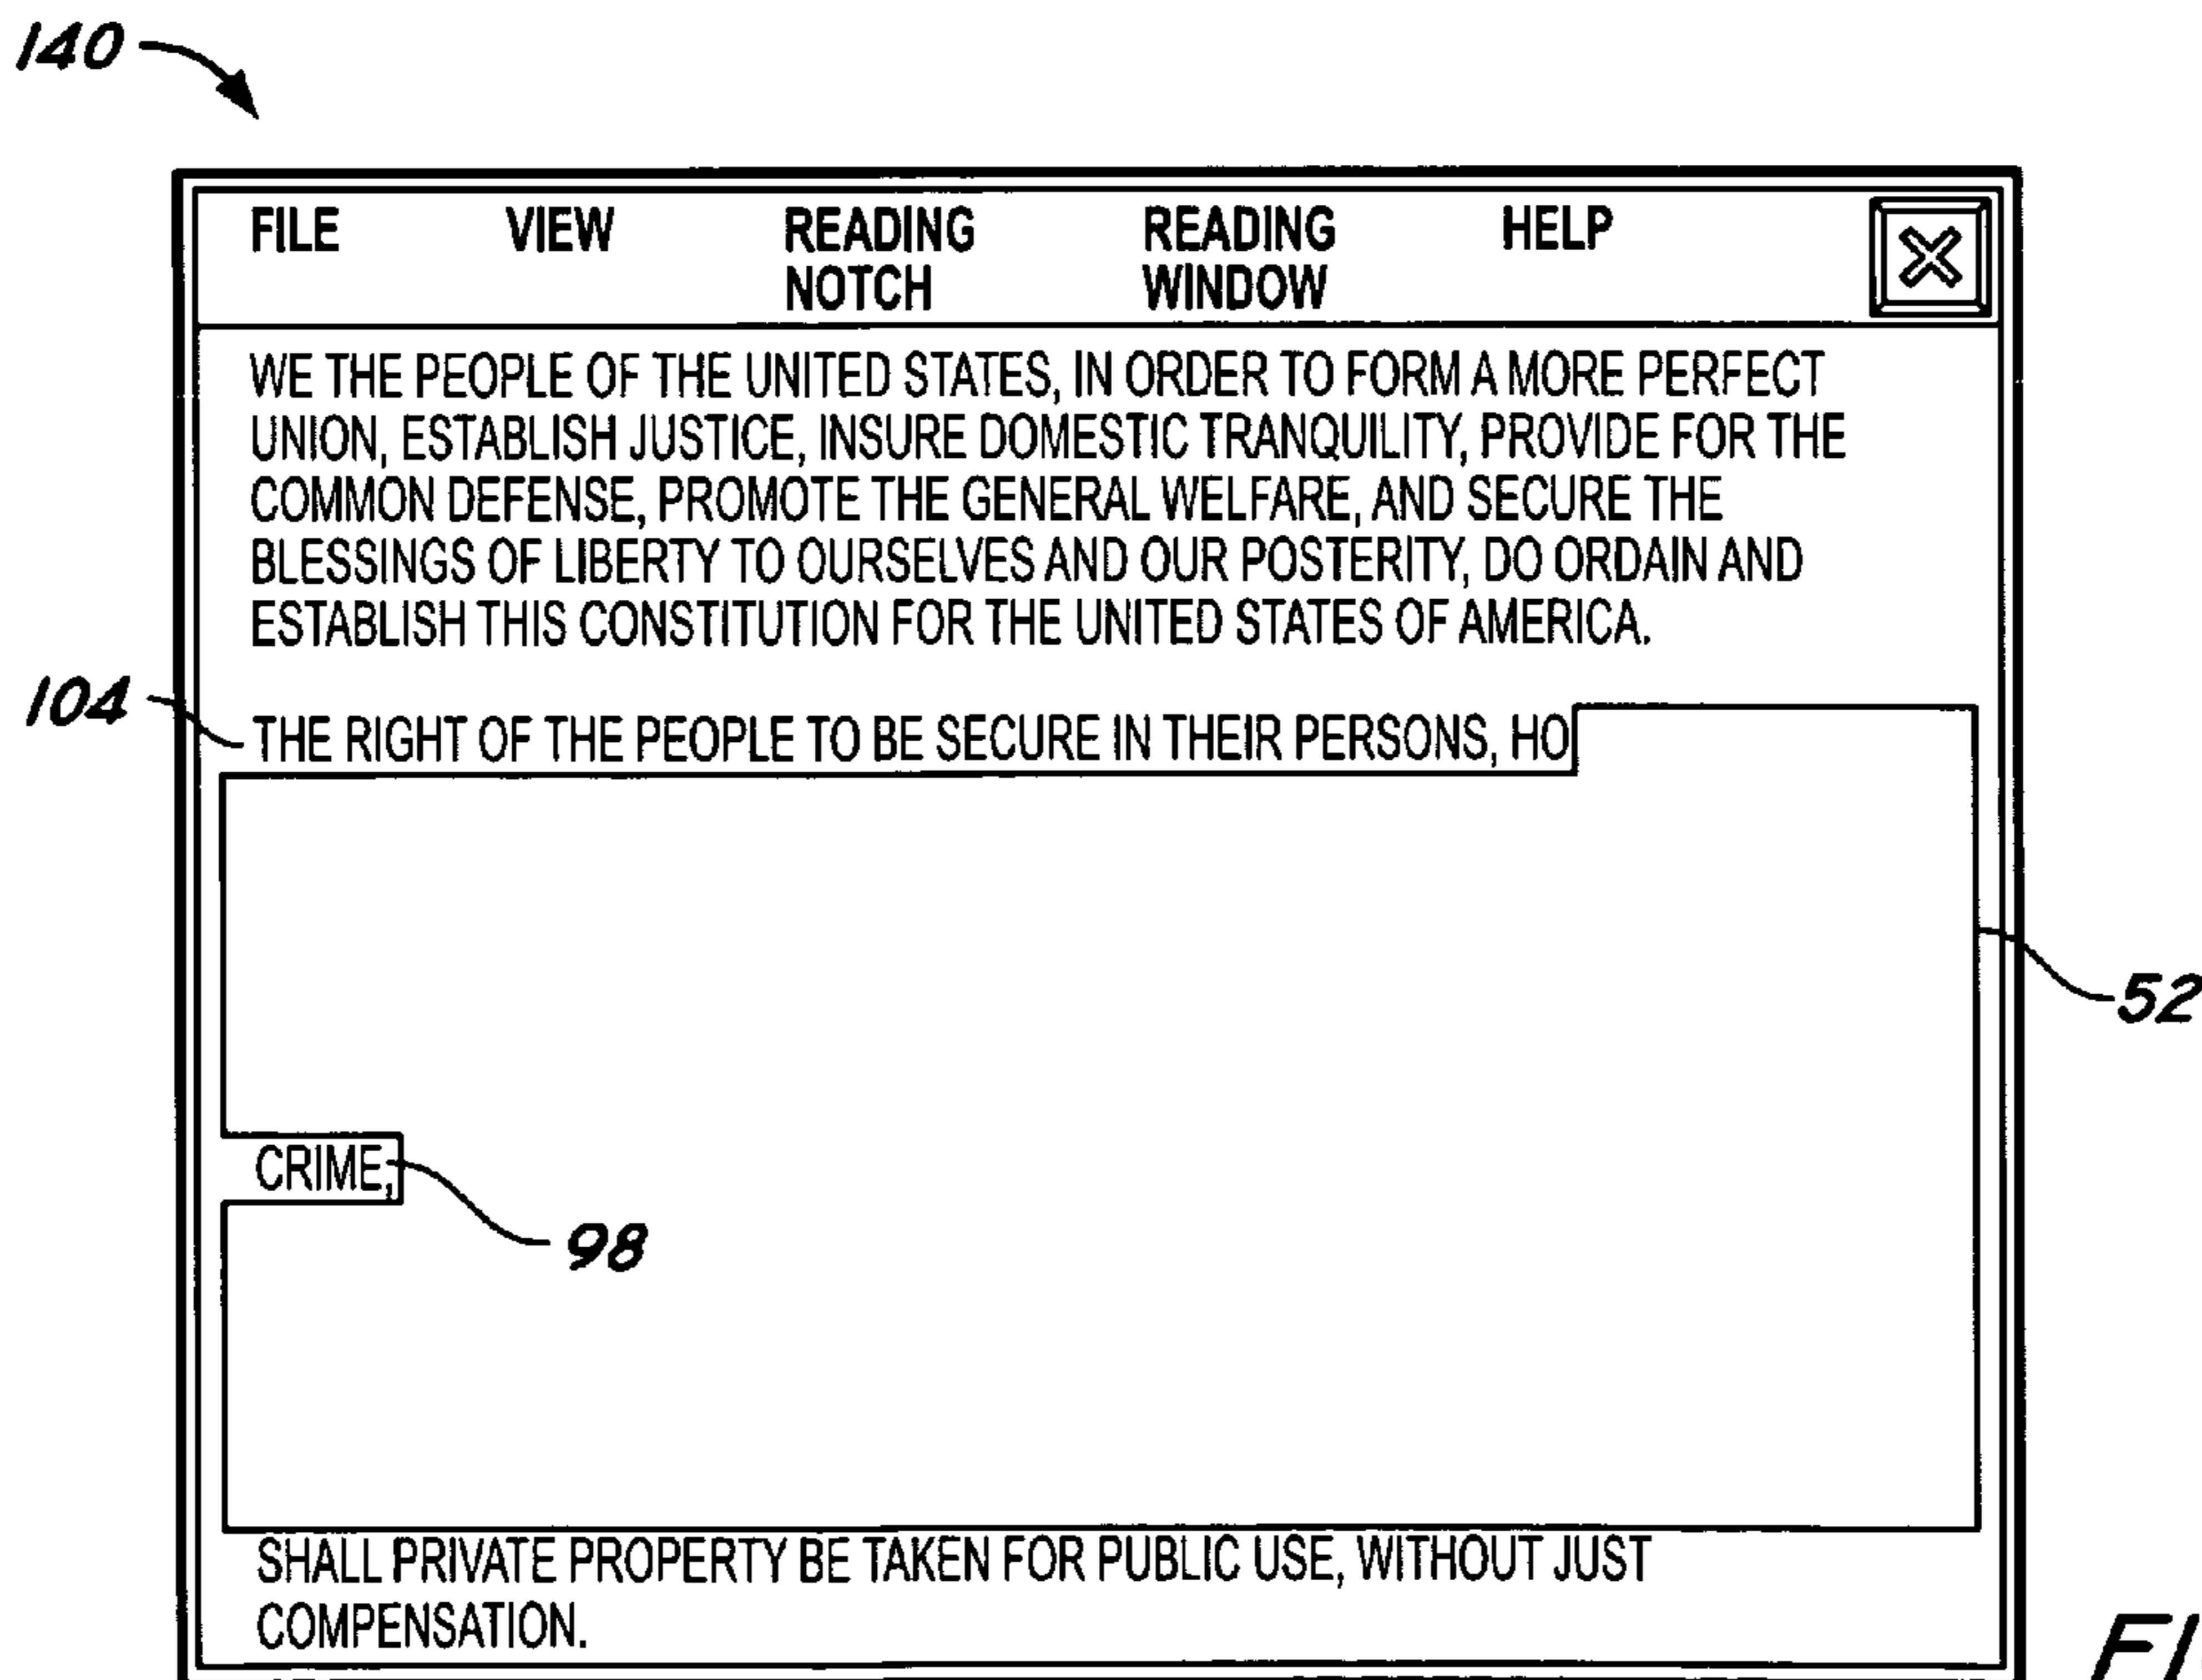 140
FILE VIEW READING NOTCH READING WINDOW HELP
WE THE PEOPLE OF THE UNITED STATES, IN ORDER TO FORM A MORE PERFECT
UNION, ESTABLISH JUSTICE, INSURE DOMESTIC TRANQUILITY, PROVIDE FOR THE
COMMON DEFENSE, PROMOTE THE GENERAL WELFARE, AND SECURE THE
BLESSINGS OF LIBERTY TO OURSELVES AND OUR POSTERITY, DO ORDAIN AND
ESTABLISH THIS CONSTITUTION FOR THE UNITED STATES OF AMERICA.
104
THE RIGHT OF THE PEOPLE TO BE SECURE IN THEIR PERSONS, HO
52
CRIME,
98
SHALL PRIVATE PROPERTY BE TAKEN FOR PUBLIC USE, WITHOUT JUST
COMPENSATION.